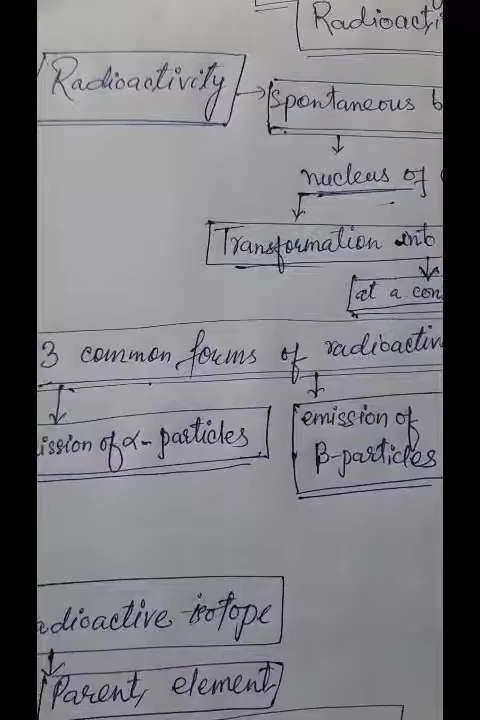 Radioacti
Radioactivity
Spontaneous b
nucleus of
Transformation into
at a con
3 common forms of radioactiv
ission of α- particles
emission of
β-particles
adioactive isotope
Parent, element